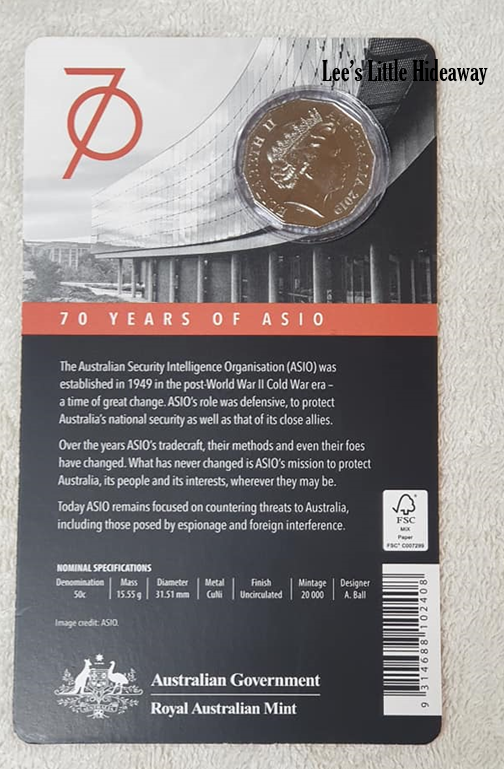 Lee's Little Hideaway
70
ELIZABETH II AUSTRALIA 2019
70 YEARS OF ASIO
The Australian Security Intelligence Organisation (ASIO) was
established in 1949 in the post-World War II Cold War era –
a time of great change. ASIO's role was defensive, to protect
Australia's national security as well as that of its close allies.
Over the years ASIO's tradecraft, their methods and even their foes
have changed. What has never changed is ASIO's mission to protect
Australia, its people and its interests, wherever they may be.
Today ASIO remains focused on countering threats to Australia,
including those posed by espionage and foreign interference.
FSC
MIX
Paper
FSC® C007289
NOMINAL SPECIFICATIONS
Denomination Mass Diameter Metal Finish Mintage Designer
50c 15.55 g 31.51 mm CuNi Uncirculated 20 000 A. Ball
Image credit: ASIO.
9 314688 102408
Australian Government
Royal Australian Mint